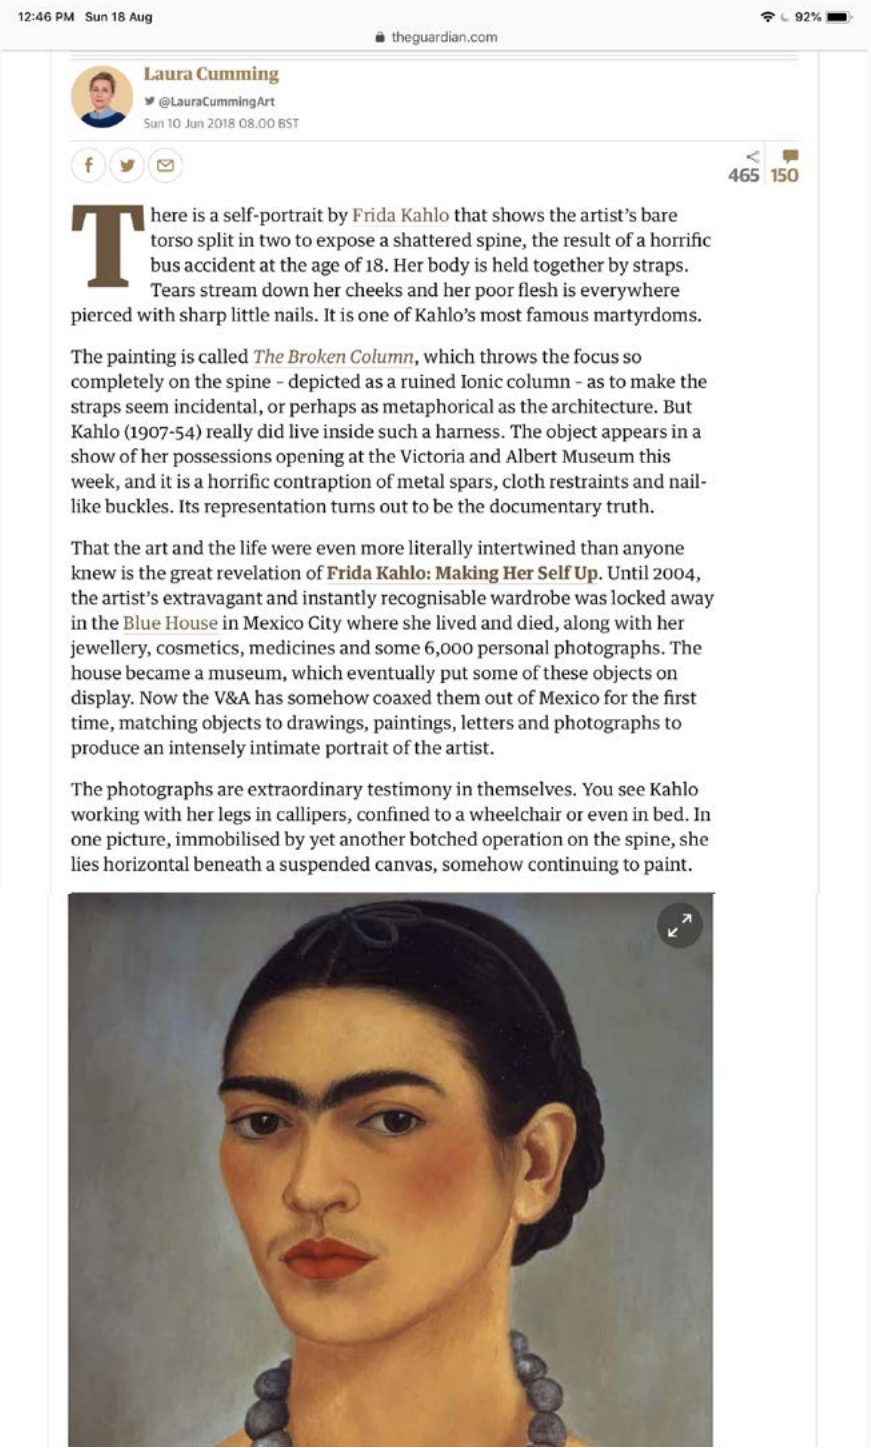 12:46 PM Sun 18 Aug
92%
theguardian.com
Laura Cumming
@LauraCummingArt
Sun 10 Jun 2018 08.00 BST
465 150
There is a self-portrait by Frida Kahlo that shows the artist’s bare
torso split in two to expose a shattered spine, the result of a horrific
bus accident at the age of 18. Her body is held together by straps.
Tears stream down her cheeks and her poor flesh is everywhere
pierced with sharp little nails. It is one of Kahlo’s most famous martyrdoms.
The painting is called The Broken Column, which throws the focus so
completely on the spine – depicted as a ruined Ionic column – as to make the
straps seem incidental, or perhaps as metaphorical as the architecture. But
Kahlo (1907-54) really did live inside such a harness. The object appears in a
show of her possessions opening at the Victoria and Albert Museum this
week, and it is a horrific contraption of metal spars, cloth restraints and nail-
like buckles. Its representation turns out to be the documentary truth.
That the art and the life were even more literally intertwined than anyone
knew is the great revelation of Frida Kahlo: Making Her Self Up. Until 2004,
the artist’s extravagant and instantly recognisable wardrobe was locked away
in the Blue House in Mexico City where she lived and died, along with her
jewellery, cosmetics, medicines and some 6,000 personal photographs. The
house became a museum, which eventually put some of these objects on
display. Now the V&A has somehow coaxed them out of Mexico for the first
time, matching objects to drawings, paintings, letters and photographs to
produce an intensely intimate portrait of the artist.
The photographs are extraordinary testimony in themselves. You see Kahlo
working with her legs in callipers, confined to a wheelchair or even in bed. In
one picture, immobilised by yet another botched operation on the spine, she
lies horizontal beneath a suspended canvas, somehow continuing to paint.